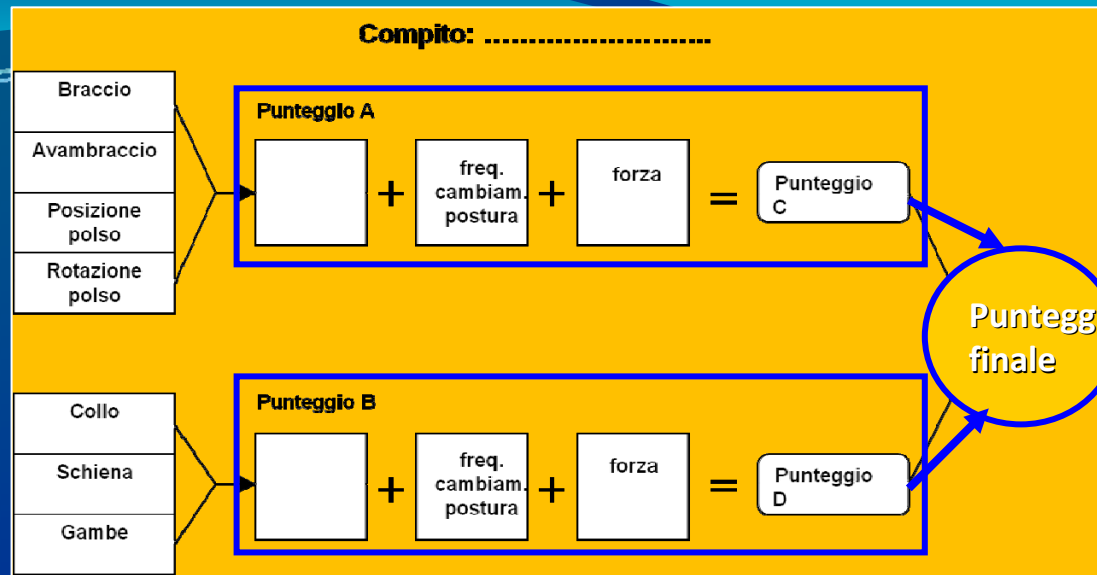 Compito: ............................
Braccio
Avambraccio
Posizione
polso
Rotazione
polso
Punteggio A
+
freq.
cambiam.
postura
+
forza
=
Punteggio
C
Puntegg
finale
Collo
Schiena
Gambe
Punteggio B
+
freq.
cambiam.
postura
+
forza
=
Punteggio
D